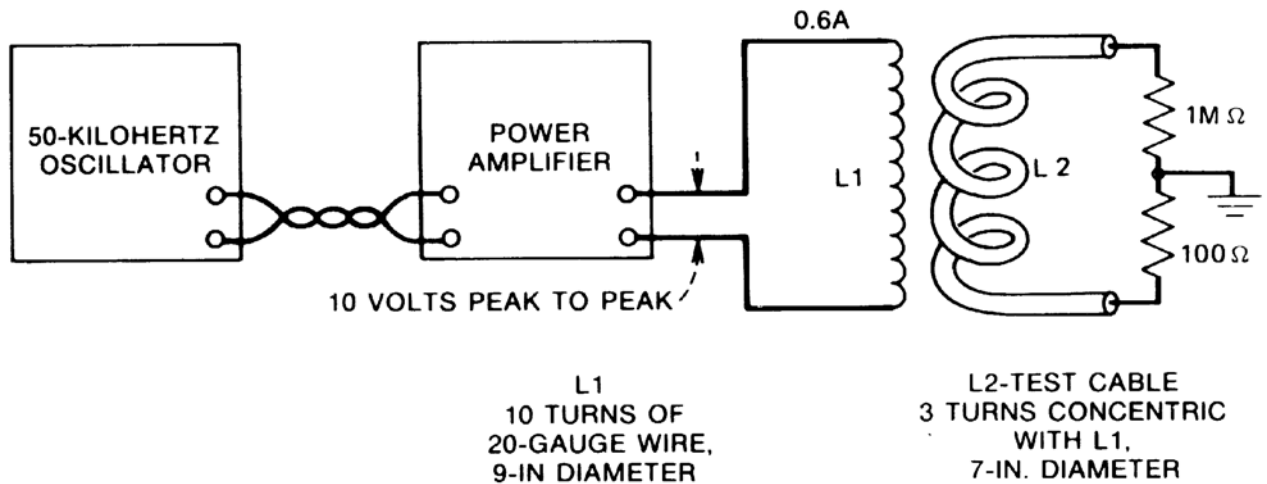 0.6A
50-KILOHERTZ
OSCILLATOR
POWER
AMPLIFIER
1M Ω
L1
L 2
100 Ω
10 VOLTS PEAK TO PEAK
L1
10 TURNS OF
20-GAUGE WIRE,
9-IN DIAMETER
L2-TEST CABLE
3 TURNS CONCENTRIC
WITH L1,
7-IN. DIAMETER